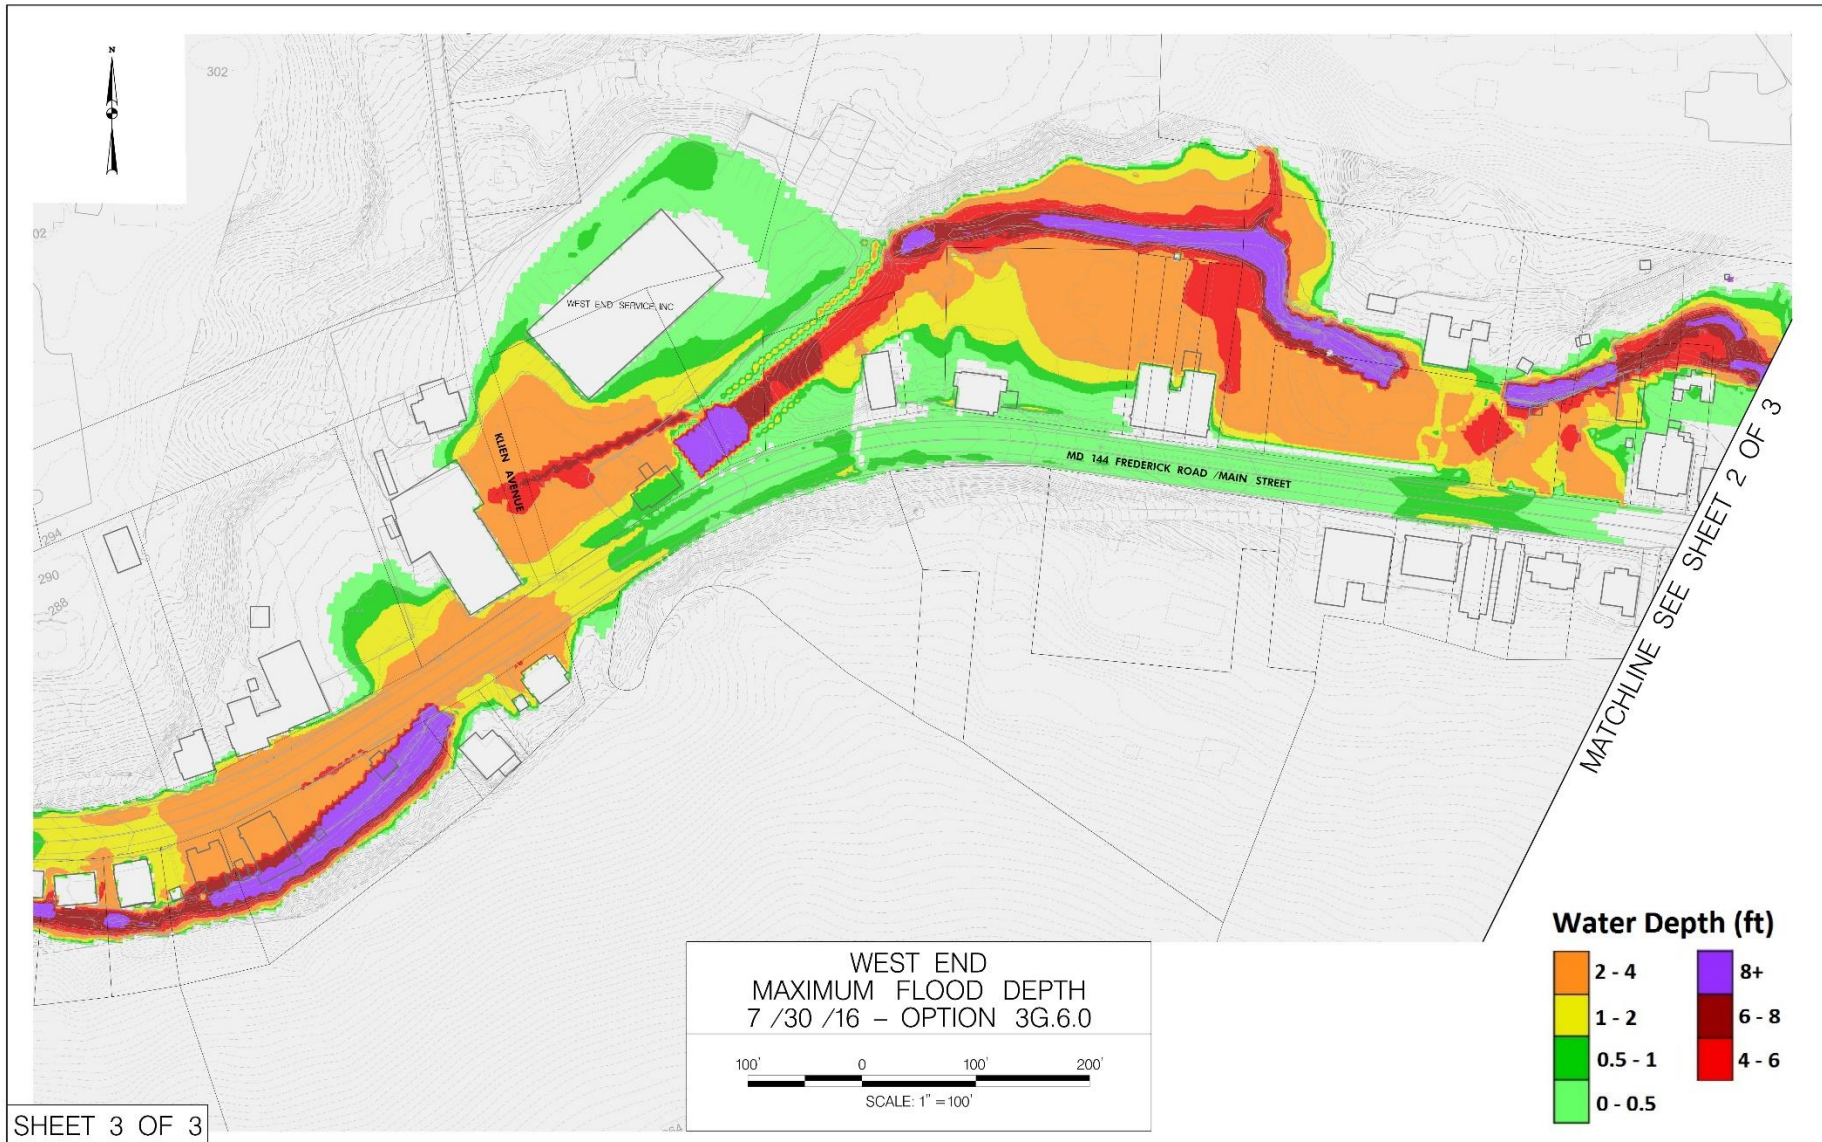 N
302
02
WEST END SERVICE, INC
KLIEN AVENUE
294
290
288
MD 144 FREDERICK ROAD /MAIN STREET
MATCHLINE SEE SHEET 2 OF 3
WEST END
MAXIMUM FLOOD DEPTH
7 /30 /16 – OPTION 3G.6.0
100' 0 100' 200'
SCALE: 1" =100'
Water Depth (ft)
2 - 4
1 - 2
0.5 - 1
0 - 0.5
8+
6 - 8
4 - 6
SHEET 3 OF 3